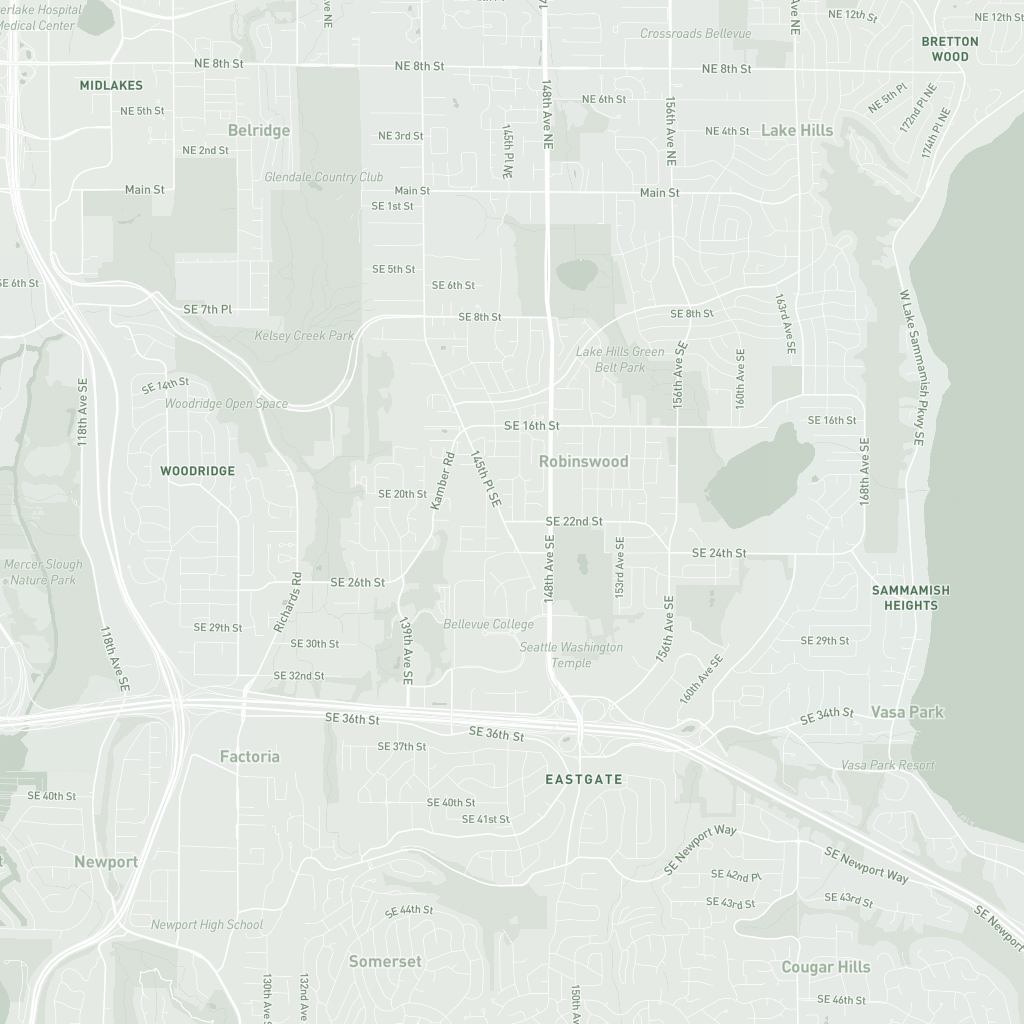 Medical Center
Ave NE
Ave NE
NE 12th St
NE 12th St
Crossroads Bellevue
BRETTON
WOOD
NE 8th St
NE 8th St
NE 8th St
MIDLAKES
NE 5th St
148th Ave NE
NE 6th St
156th Ave NE
NE 5th Pl
172nd Pl NE
174th Pl NE
Belridge
NE 3rd St
145th Pl NE
NE 4th St
Lake Hills
NE 2nd St
Glendale Country Club
Main St
Main St
Main St
SE 1st St
SE 5th St
SE 6th St
SE 6th St
SE 7th Pl
SE 8th St
SE 8th St
163rd Ave SE
W Lake Sammamish Pkwy SE
Kelsey Creek Park
Lake Hills Green
Belt Park
156th Ave SE
160th Ave SE
SE 14th St
118th Ave SE
Woodridge Open Space
SE 16th St
SE 16th St
WOODRIDGE
Kamber Rd
145th Pl SE
Robinswood
168th Ave SE
SE 20th St
SE 22nd St
148th Ave SE
153rd Ave SE
SE 24th St
Mercer Slough
Nature Park
SE 26th St
Richards Rd
SAMMAMISH
HEIGHTS
SE 29th St
118th Ave SE
SE 30th St
139th Ave SE
Bellevue College
156th Ave SE
SE 29th St
Seattle Washington
Temple
SE 32nd St
160th Ave SE
SE 36th St
SE 36th St
SE 34th St
Vasa Park
Factoria
SE 37th St
EASTGATE
Vasa Park Resort
SE 40th St
SE 40th St
SE 41st St
SE Newport Way
SE Newport Way
Newport
SE 42nd Pl
SE 43rd St
SE 43rd St
SE 44th St
SE Newport
Newport High School
Somerset
Cougar Hills
130th Ave S
132nd Ave
150th Av
SE 46th St